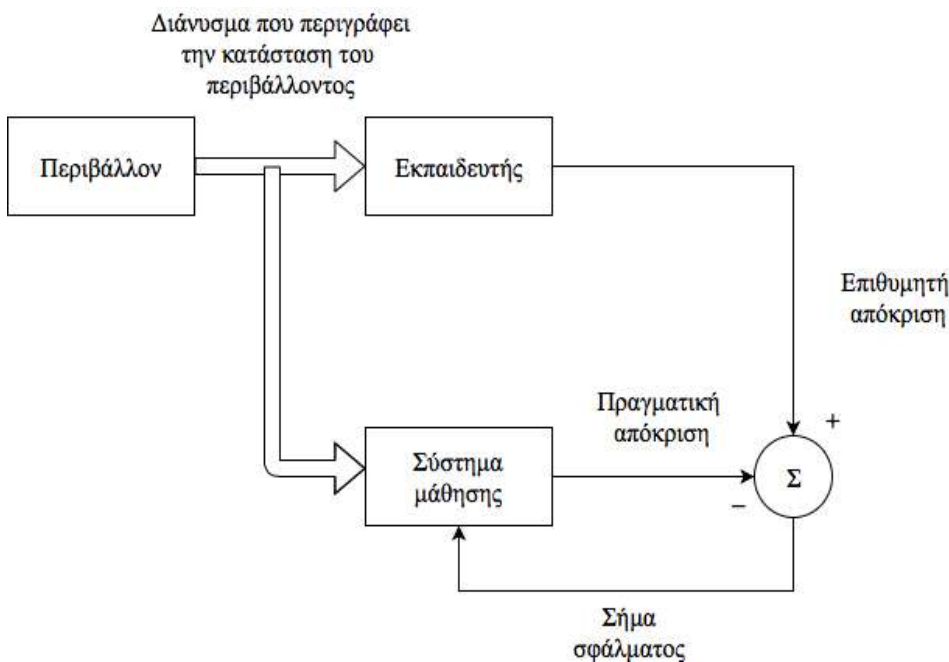 Διάνυσμα που περιγράφει
την κατάσταση του
περιβάλλοντος
Περιβάλλον
Εκπαιδευτής
Επιθυμητή
απόκριση
Πραγματική
απόκριση
+
Σύστημα
μάθησης
Σ
−
Σήμα
σφάλματος